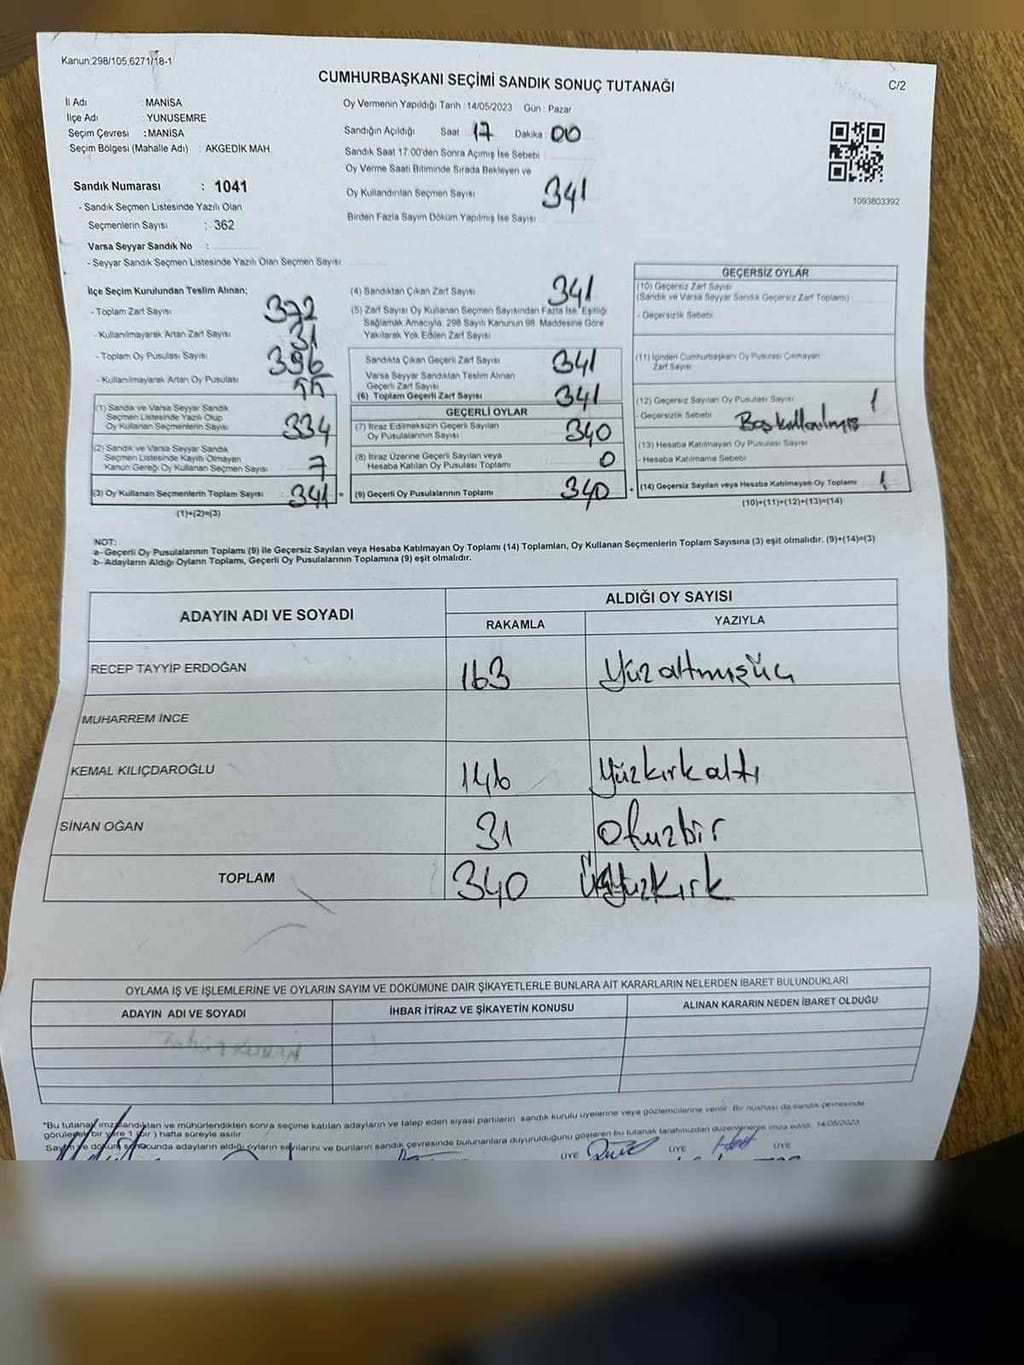 Kanun:298/105,6271/18-1
CUMHURBAŞKANI SEÇİMİ SANDIK SONUÇ TUTANAĞI
C/2
İl Adı : MANİSA
İlçe Adı : YUNUSEMRE
Seçim Çevresi : MANİSA
Seçim Bölgesi (Mahalle Adı) : AKGEDİK MAH.
Sandık Numarası : 1041
- Sandık Seçmen Listesinde Yazılı Olan
Seçmenlerin Sayısı : 362
Varsa Seyyar Sandık No :
- Seyyar Sandık Seçmen Listesinde Yazılı Olan Seçmen Sayısı
Oy Vermenin Yapıldığı Tarih : 14/05/2023 Gün : Pazar
Sandığın Açıldığı Saat : 17 Dakika : 00
Sandık Saat 17:00'den Sonra Açımış İse Sebebi :
Oy Verme Saati Bitiminde Sırada Bekleyen ve
Oy Kullandırılan Seçmen Sayısı 341
Birden Fazla Sayım Döküm Yapılmış İse Sayısı :
1093803392
İlçe Seçim Kurulundan Teslim Alınan;
- Toplam Zarf Sayısı 372
- Kullanılmayarak Artan Zarf Sayısı 31
- Toplam Oy Pusulası Sayısı 396
- Kullanılmayarak Artan Oy Pusulası 55
(1) Sandık ve Varsa Seyyar Sandık
Seçmen Listesinde Yazılı Olup
Oy Kullanan Seçmenlerin Sayısı 334
(2) Sandık ve Varsa Seyyar Sandık
Seçmen Listesinde Kayıtlı Olmayan
Kanun Gereği Oy Kullanan Seçmen Sayısı 7
(3) Oy Kullanan Seçmenlerin Toplam Sayısı 341 =
(1)+(2)=(3)
(4) Sandıktan Çıkan Zarf Sayısı 341
(5) Zarf Sayısı Oy Kullanan Seçmen Sayısından Fazla İse, Eşitliği
Sağlamak Amacıyla, 298 Sayılı Kanunun 98. Maddesine Göre
Yakılarak Yok Edilen Zarf Sayısı
Sandıkta Çıkan Geçerli Zarf Sayısı 341
Varsa Seyyar Sandıktan Teslim Alınan
Geçerli Zarf Sayısı
(6) Toplam Geçerli Zarf Sayısı 341
GEÇERLİ OYLAR
(7) İtiraz Edilmeksizin Geçerli Sayılan
Oy Pusulalarının Sayısı 340
(8) İtiraz Üzerine Geçerli Sayılan veya
Hesaba Katılan Oy Pusulası Toplamı 0
(9) Geçerli Oy Pusulalarının Toplamı 340 +
GEÇERSİZ OYLAR
(10) Geçersiz Zarf Sayısı
(Sandık ve Varsa Seyyar Sandık Geçersiz Zarf Toplamı)
- Geçersizlik Sebebi
(11) İçinden Cumhurbaşkanı Oy Pusulası Çıkmayan
Zarf Sayısı
(12) Geçersiz Sayılan Oy Pusulası Sayısı 1
- Geçersizlik Sebebi Boş kullanılmış
(13) Hesaba Katılmayan Oy Pusulası Sayısı
- Hesaba Katılmama Sebebi
(14) Geçersiz Sayılan veya Hesaba Katılmayan Oy Toplamı 1
(10)+(11)+(12)+(13)=(14)
NOT:
a- Geçerli Oy Pusulalarının Toplamı (9) ile Geçersiz Sayılan veya Hesaba Katılmayan Oy Toplamı (14) Toplamları, Oy Kullanan Seçmenlerin Toplam Sayısına (3) eşit olmalıdır. (9)+(14)=(3)
b- Adayların Aldığı Oyların Toplamı, Geçerli Oy Pusulalarının Toplamına (9) eşit olmalıdır.
ADAYIN ADI VE SOYADI
ALDIĞI OY SAYISI
RAKAMLA YAZIYLA
RECEP TAYYİP ERDOĞAN 163 Yüzaltmışüç
MUHARREM İNCE
KEMAL KILIÇDAROĞLU 146 Yüzkırkaltı
SİNAN OĞAN 31 Otuzbir
TOPLAM 340 Üçyüzkırk
OYLAMA İŞ VE İŞLEMLERİNE VE OYLARIN SAYIM VE DÖKÜMÜNE DAİR ŞİKAYETLERLE BUNLARA AİT KARARLARIN NELERDEN İBARET BULUNDUKLARI
ADAYIN ADI VE SOYADI İHBAR İTİRAZ VE ŞİKAYETİN KONUSU ALINAN KARARIN NEDEN İBARET OLDUĞU
*Bu tutanak imzalandıktan ve mühürlendikten sonra seçime katılan adayların ve talep eden siyasi partilerin sandık kurulu üyelerine veya gözlemcilerine verilir. Bir nüshası da sandık çevresinde
görülecek bir yere 1 (bir) hafta süreyle asılır.
Sayım ve döküm sonucunda adayların aldığı oyların sayılarını ve bunların sandık çevresinde bulunanlara duyurulduğunu gösteren bu tutanak tarafımızdan düzenlenerek imza edildi. 14/05/2023
ÜYE ÜYE ÜYE